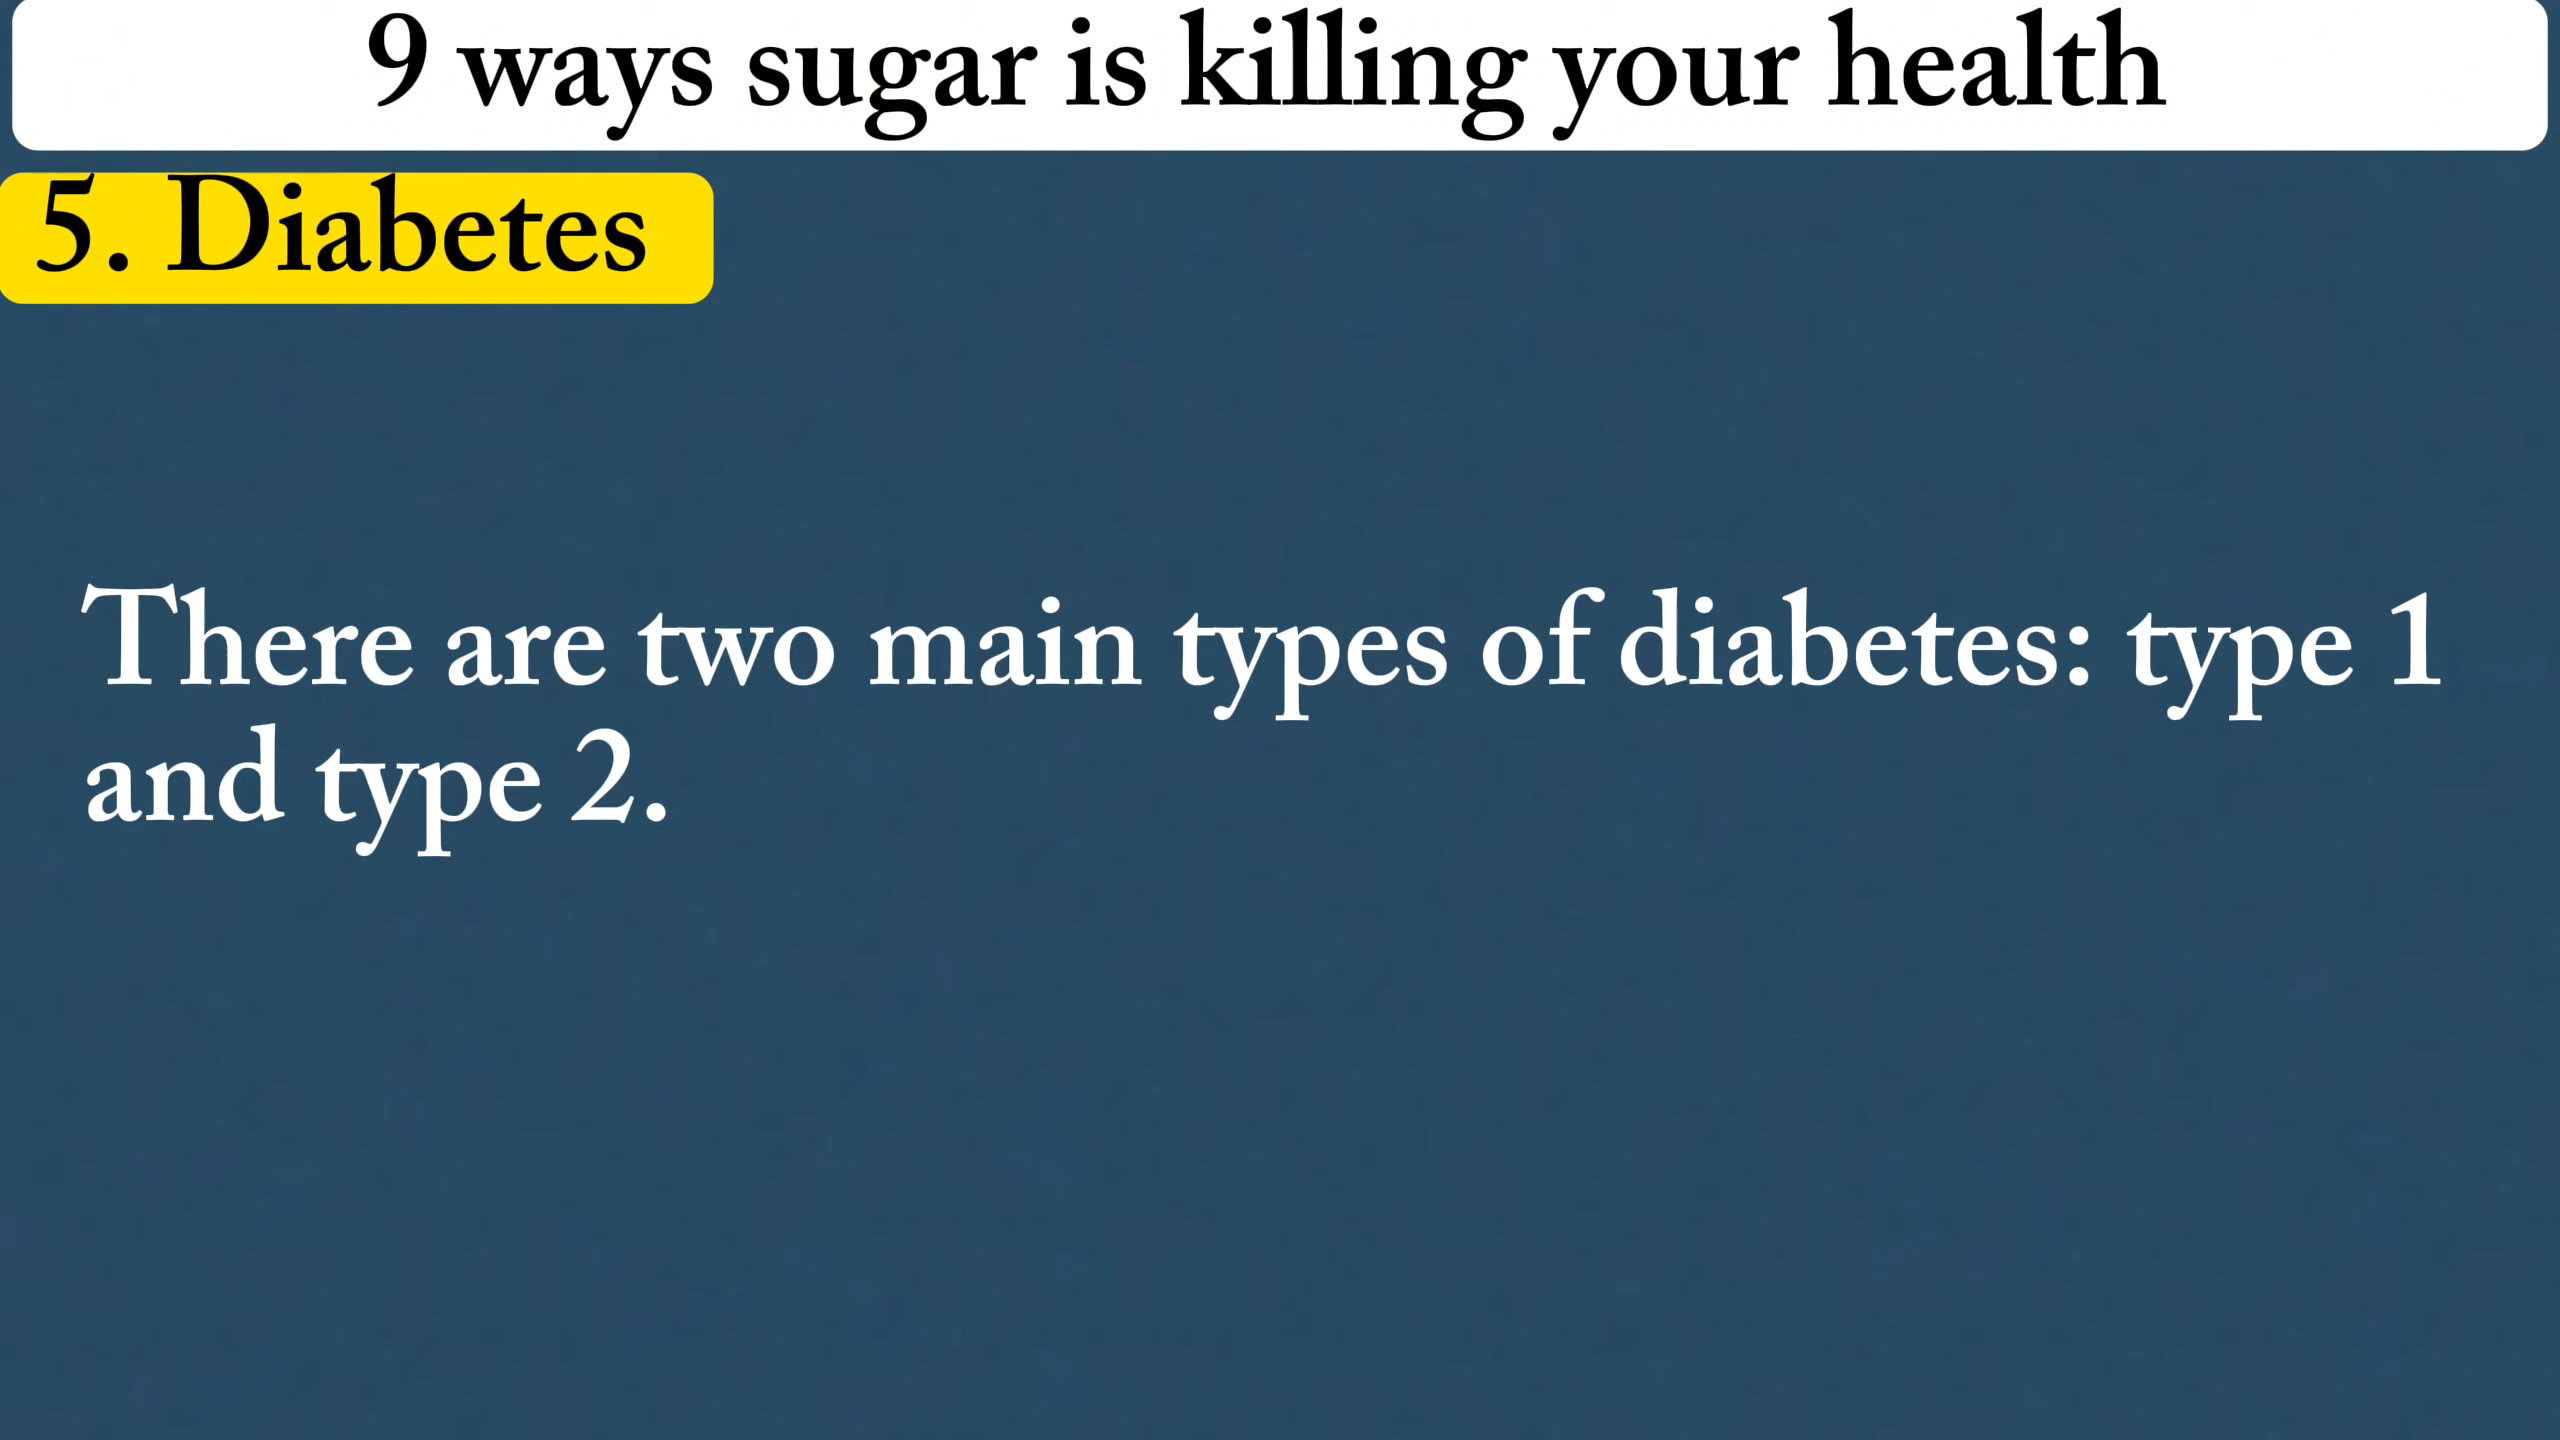 9 ways sugar is killing your health
5. Diabetes
There are two main types of diabetes: type 1
and type 2.